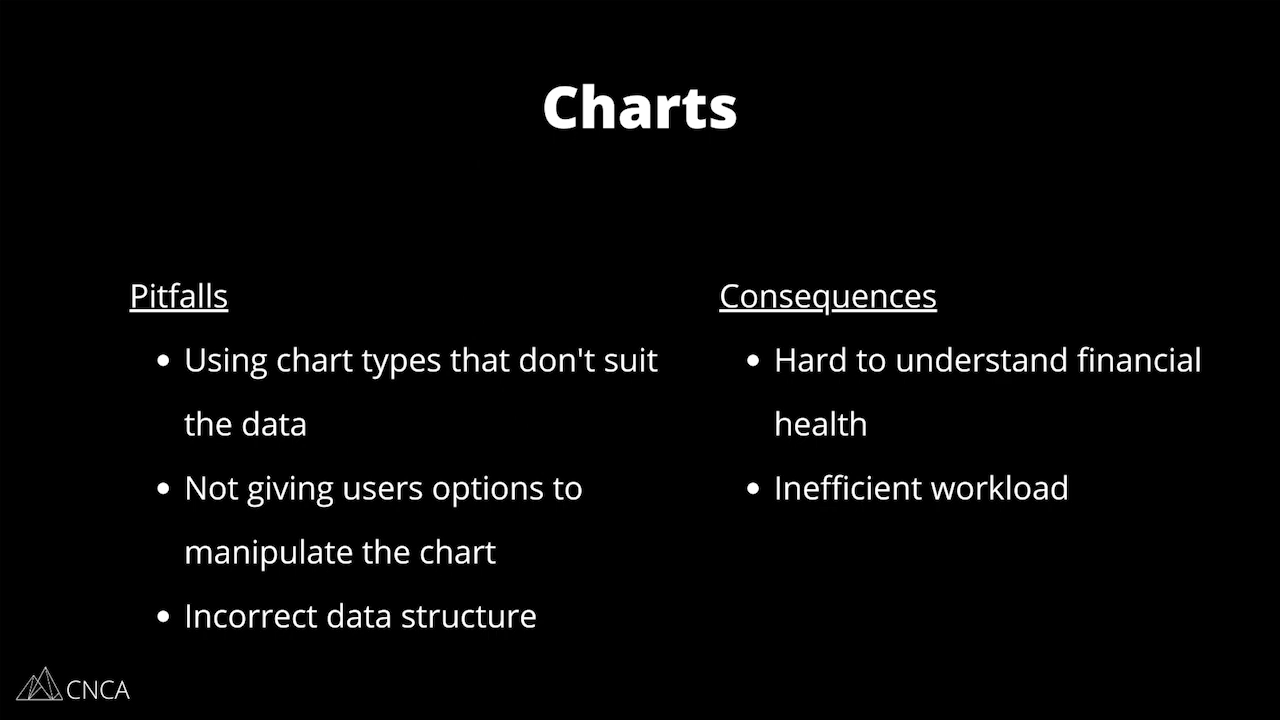 Charts
Pitfalls
• Using chart types that don't suit
the data
• Not giving users options to
manipulate the chart
• Incorrect data structure
Consequences
• Hard to understand financial
health
• Inefficient workload
CNCA